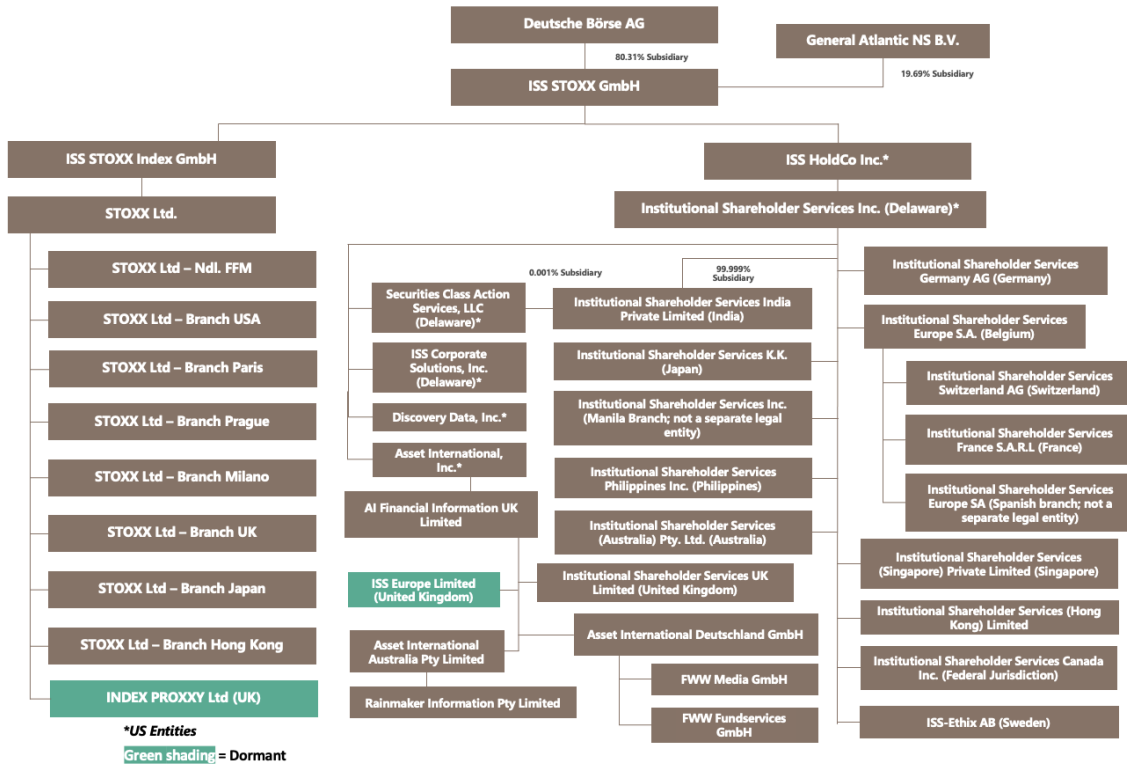 Deutsche Börse AG
General Atlantic NS B.V.
80.31% Subsidiary
19.69% Subsidiary
ISS STOXX GmbH
ISS STOXX Index GmbH
ISS HoldCo Inc.*
STOXX Ltd.
Institutional Shareholder Services Inc. (Delaware)*
STOXX Ltd – Ndl. FFM
STOXX Ltd – Branch USA
STOXX Ltd – Branch Paris
STOXX Ltd – Branch Prague
STOXX Ltd – Branch Milano
STOXX Ltd – Branch UK
STOXX Ltd – Branch Japan
STOXX Ltd – Branch Hong Kong
INDEX PROXXY Ltd (UK)
*US Entities
Green shading = Dormant
0.001% Subsidiary
99.999%
Subsidiary
Securities Class Action
Services, LLC
(Delaware)*
ISS Corporate
Solutions, Inc.
(Delaware)*
Discovery Data, Inc.*
Asset International,
Inc.*
AI Financial Information UK
Limited
ISS Europe Limited
(United Kingdom)
Asset International
Australia Pty Limited
Rainmaker Information Pty Limited
Institutional Shareholder Services India
Private Limited (India)
Institutional Shareholder Services K.K.
(Japan)
Institutional Shareholder Services Inc.
(Manila Branch; not a separate legal
entity)
Institutional Shareholder Services
Philippines Inc. (Philippines)
Institutional Shareholder Services
(Australia) Pty. Ltd. (Australia)
Institutional Shareholder Services UK
Limited (United Kingdom)
Asset International Deutschland GmbH
FWW Media GmbH
FWW Fundservices
GmbH
Institutional Shareholder Services
Germany AG (Germany)
Institutional Shareholder Services
Europe S.A. (Belgium)
Institutional Shareholder Services
Switzerland AG (Switzerland)
Institutional Shareholder Services
France S.A.R.L (France)
Institutional Shareholder Services
Europe SA (Spanish branch; not a
separate legal entity)
Institutional Shareholder Services
(Singapore) Private Limited (Singapore)
Institutional Shareholder Services (Hong
Kong) Limited
Institutional Shareholder Services Canada
Inc. (Federal Jurisdiction)
ISS-Ethix AB (Sweden)